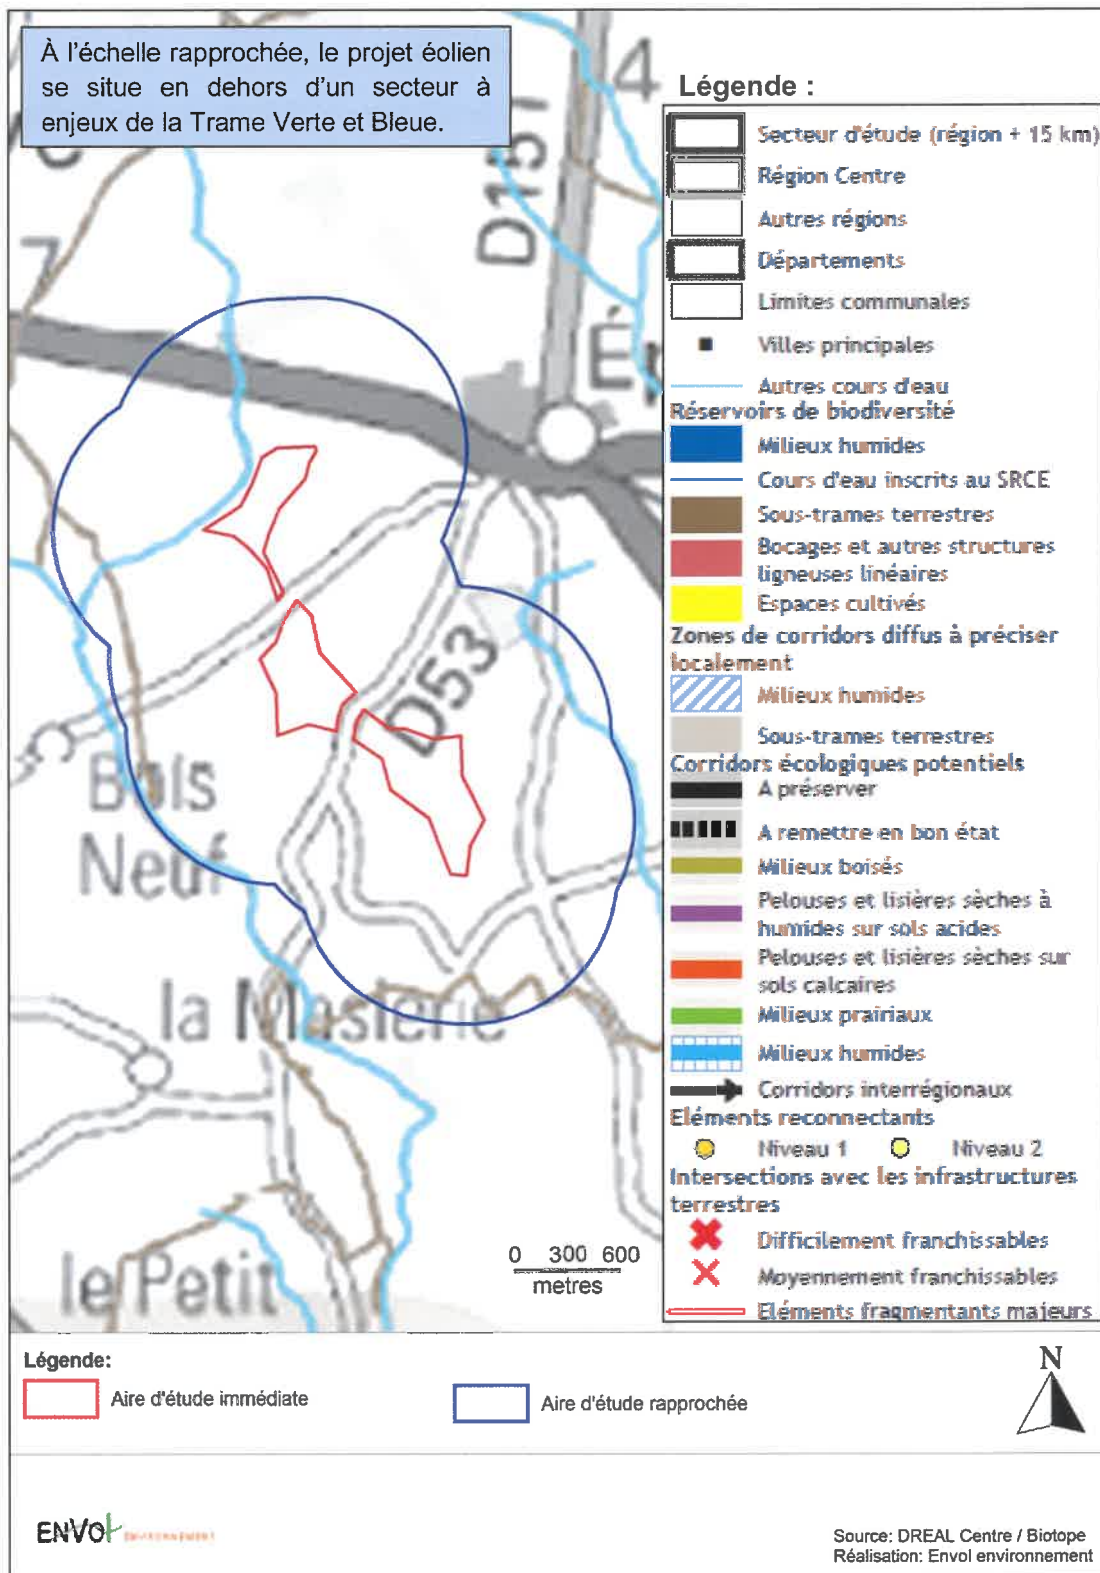 À l'échelle rapprochée, le projet éolien
se situe en dehors d'un secteur à
enjeux de la Trame Verte et Bleue.
4
D151
7
D53
Bois
Neuf
la Maslerie
le Petit
0 300 600
metres
Légende :
Secteur d'étude (région + 15 km)
Région Centre
Autres régions
Départements
Limites communales
Villes principales
Autres cours d'eau
Réservoirs de biodiversité
Milieux humides
Cours d'eau inscrits au SRCE
Sous-trames terrestres
Bocages et autres structures
ligneuses linéaires
Espaces cultivés
Zones de corridors diffus à préciser
localement
Milieux humides
Sous-trames terrestres
Corridors écologiques potentiels
A préserver
A remettre en bon état
Milieux boisés
Pelouses et lisières sèches à
humides sur sols acides
Pelouses et lisières sèches sur
sols calcaires
Milieux prairiaux
Milieux humides
Corridors interrégionaux
Eléments reconnectants
Niveau 1 Niveau 2
Intersections avec les infrastructures
terrestres
Difficilement franchissables
Moyennement franchissables
Eléments fragmentants majeurs
Légende:
Aire d'étude immédiate
Aire d'étude rapprochée
N
ENVOL ENVIRONNEMENT
Source: DREAL Centre / Biotope
Réalisation: Envol environnement